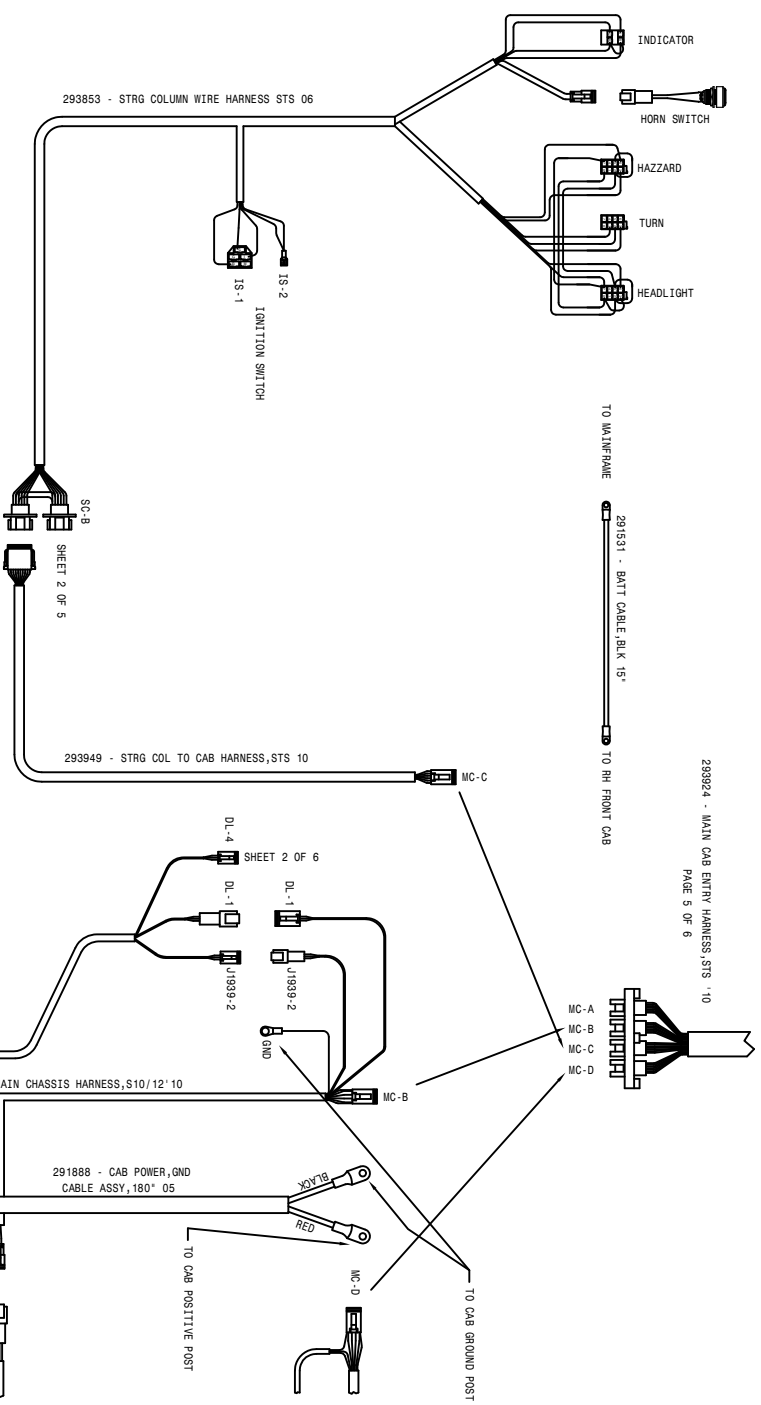 INDICATOR
293853 - STRG COLUMN WIRE HARNESS STS 06
HORN SWITCH
HAZZARD
TURN
IS-1
IS-2
IGNITION SWITCH
HEADLIGHT
TO MAINFRAME
291531 - BATT CABLE,BLK 15"
TO RH FRONT CAB
SC-B
SHEET 2 OF 5
293949 - STRG COL TO CAB HARNESS,STS 10
MC-C
293924 - MAIN CAB ENTRY HARNESS,STS '10
PAGE 5 OF 6
DL-4
SHEET 2 OF 6
DL-1
DL-1
J1939-2
J1939-2
GND
MC-A
MC-B
MC-C
MC-D
AIN CHASSIS HARNESS,S10/12'10
MC-B
291888 - CAB POWER,GND
CABLE ASSY,180" 05
BLACK
RED
TO CAB POSITIVE POST
MC-D
TO CAB GROUND POST